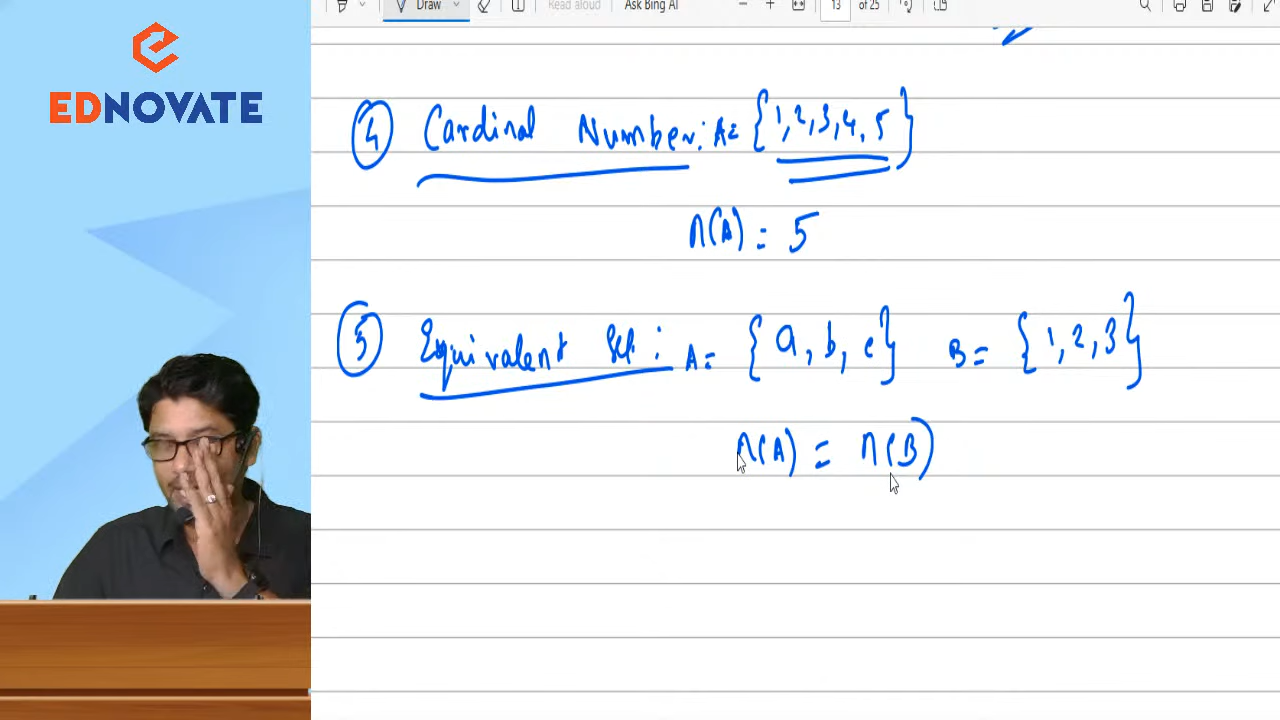 Draw
Read aloud
Ask Bing AI
13 of 25
EDNOVATE
④ Cardinal Number: A= {1,2,3,4,5}
n(A) = 5
⑤ Equivalent Set: A= {a, b, c} B= {1,2,3}
n(A) = n(B)